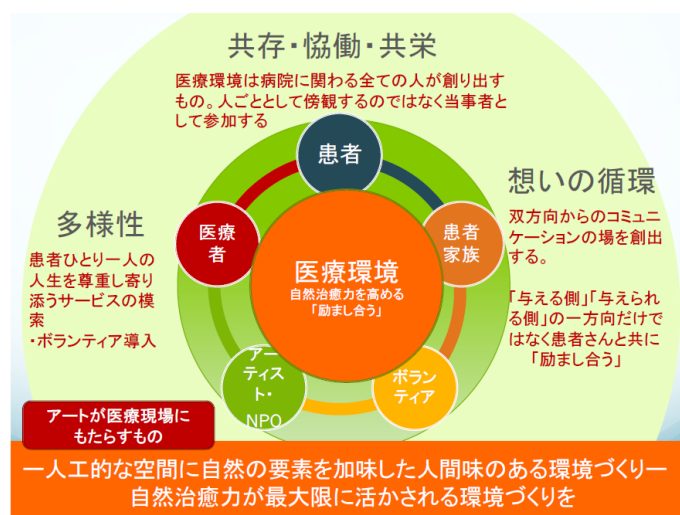 共存・恊働・共栄
医療環境は病院に関わる全ての人が創り出す
もの。人ごととして傍観するのではなく当事者と
して参加する
患者
想いの循環
双方向からのコミュニ
ケーションの場を創出
する。
「与える側」「与えられ
る側」の一方向だけで
はなく患者さんと共に
「励まし合う」
多様性
患者ひとり一人の
人生を尊重し寄り
添うサービスの模
索
・ボランティア導入
医療
者
患者
家族
医療環境
自然治癒力を高める
「励まし合う」
アー
ティス
ト・
NPO
ボラン
ティア
アートが医療現場に
もたらすもの
―人工的な空間に自然の要素を加味した人間味のある環境づくり―
自然治癒力が最大限に活かされる環境づくりを